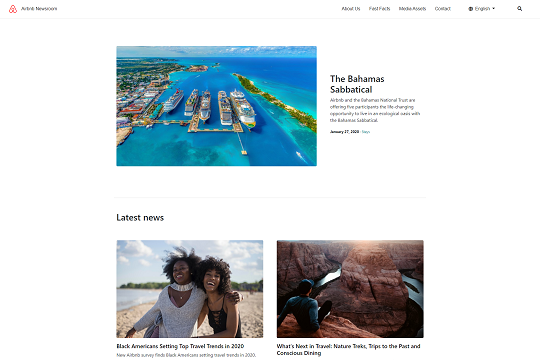 Airbnb Newsroom
About Us
Fast Facts
Media Assets
Contact
English
The Bahamas
Sabbatical
Airbnb and the Bahamas National Trust are
offering five participants the life-changing
opportunity to live in an ecological oasis with
the Bahamas Sabbatical.
January 27, 2020 · Stays
Latest news
Black Americans Setting Top Travel Trends in 2020
New Airbnb survey finds Black Americans setting travel trends in 2020.
What's Next in Travel: Nature Treks, Trips to the Past and
Conscious Dining